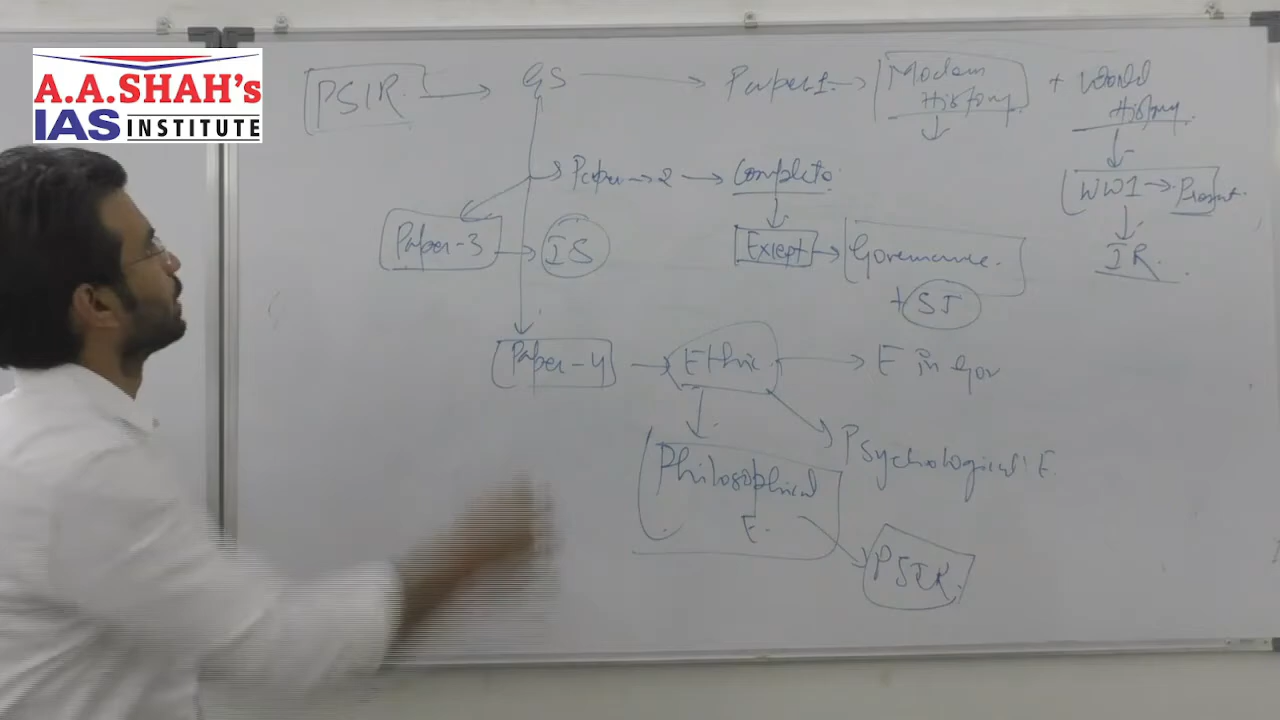 A.A.SHAH's
IAS INSTITUTE
PSIR → GS → Paper 1. → Modern History + World History
WW1 → Present
IR.
Paper → 2 → Complete
Paper-3 → IS
Except → Governance.
+ SJ
Paper-4 → Ethic → E in Gov
Psychological E.
Philosophical E.
PSIR.